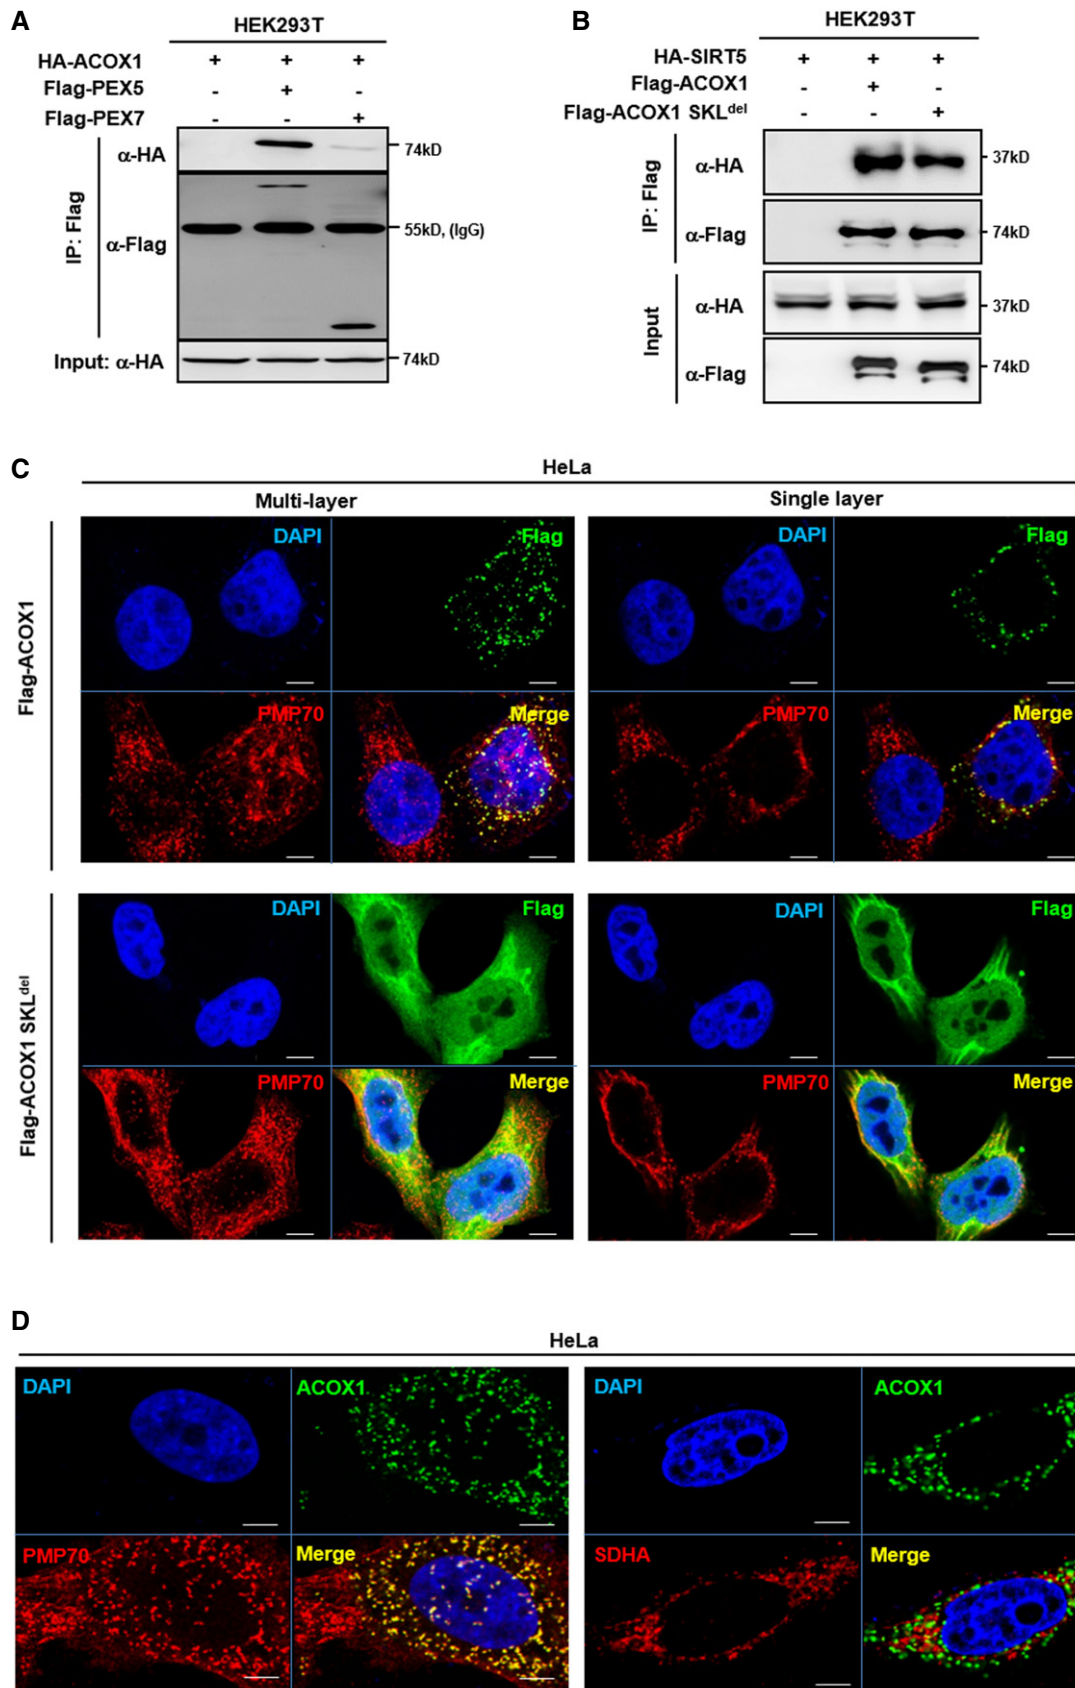 A
HEK293T
HA-ACOX1 + + +
Flag-PEX5 - + -
Flag-PEX7 - - +
IP: Flag
α-HA
74kD
α-Flag
55kD, (IgG)
Input: α-HA
74kD
B
HEK293T
HA-SIRT5 + + +
Flag-ACOX1 - + -
Flag-ACOX1 SKLdel - - +
IP: Flag
α-HA
37kD
α-Flag
74kD
Input
α-HA
37kD
α-Flag
74kD
C
HeLa
Multi-layer
Single layer
Flag-ACOX1
DAPI
Flag
DAPI
Flag
PMP70
Merge
PMP70
Merge
Flag-ACOX1 SKLdel
DAPI
Flag
DAPI
Flag
PMP70
Merge
PMP70
Merge
D
HeLa
DAPI
ACOX1
DAPI
ACOX1
PMP70
Merge
SDHA
Merge